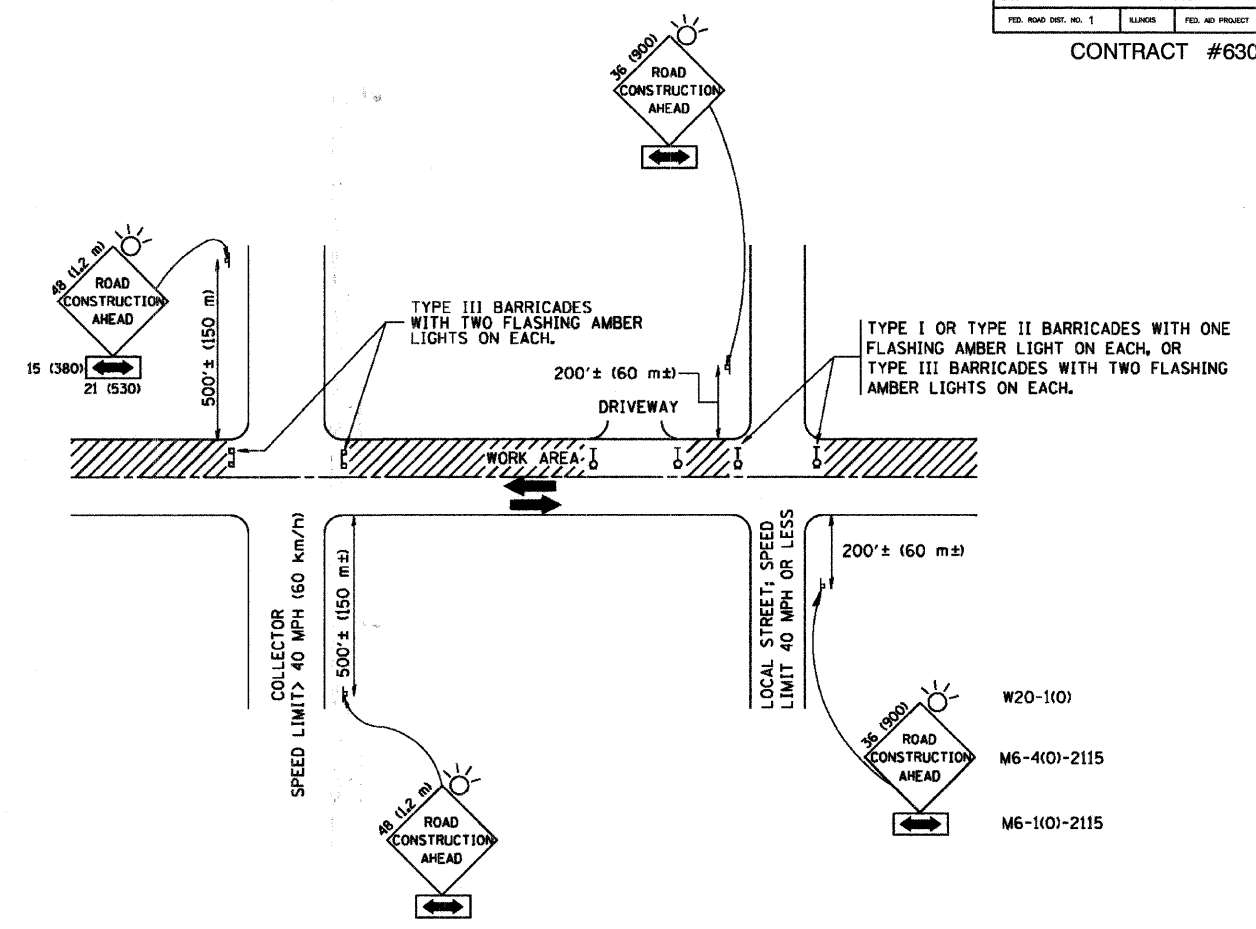 FED. ROAD DIST. NO. 1
ILLINOIS
FED. AID PROJECT
CONTRACT #630
36 (900)
ROAD
CONSTRUCTION
AHEAD
48 (1.2 m)
ROAD
CONSTRUCTION
AHEAD
15 (380)
21 (530)
500'± (150 m)
TYPE III BARRICADES
WITH TWO FLASHING AMBER
LIGHTS ON EACH.
200'± (60 m±)
DRIVEWAY
TYPE I OR TYPE II BARRICADES WITH ONE
FLASHING AMBER LIGHT ON EACH, OR
TYPE III BARRICADES WITH TWO FLASHING
AMBER LIGHTS ON EACH.
WORK AREA
COLLECTOR
SPEED LIMIT> 40 MPH (60 km/h)
500'± (150 m±)
LOCAL STREET; SPEED
LIMIT 40 MPH OR LESS
200'± (60 m±)
48 (1.2 m)
ROAD
CONSTRUCTION
AHEAD
36 (900)
ROAD
CONSTRUCTION
AHEAD
W20-1(O)
M6-4(O)-2115
M6-1(O)-2115